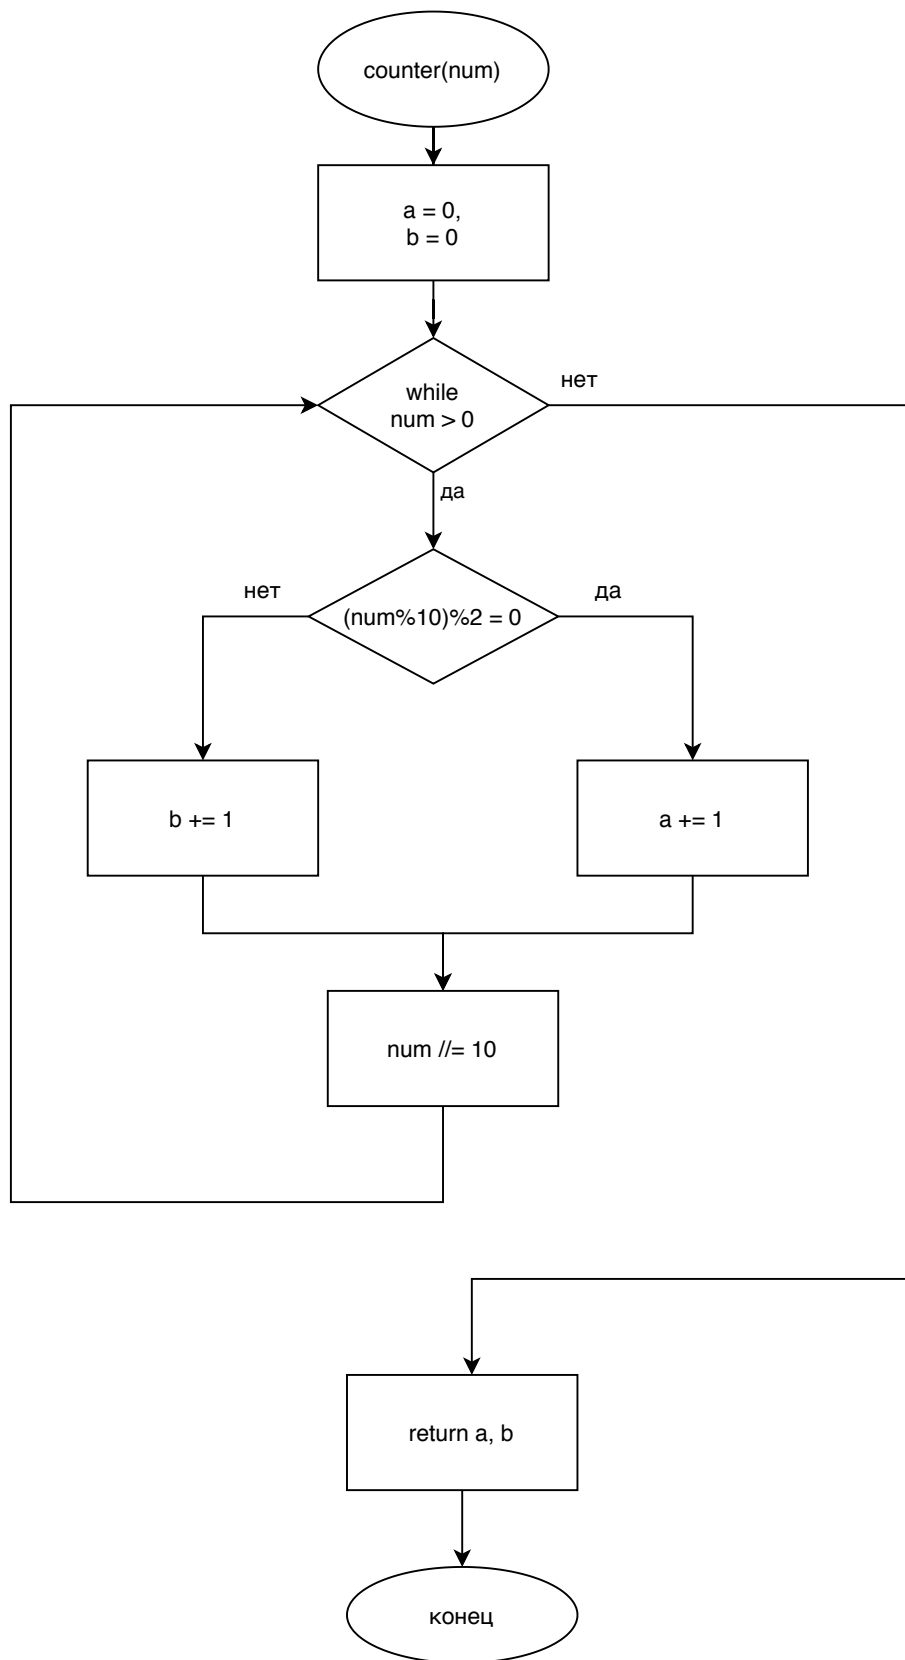 counter(num)
a = 0,
b = 0
while
num > 0
нет
да
нет
(num%10)%2 = 0
да
b += 1
a += 1
num //= 10
return a, b
конец